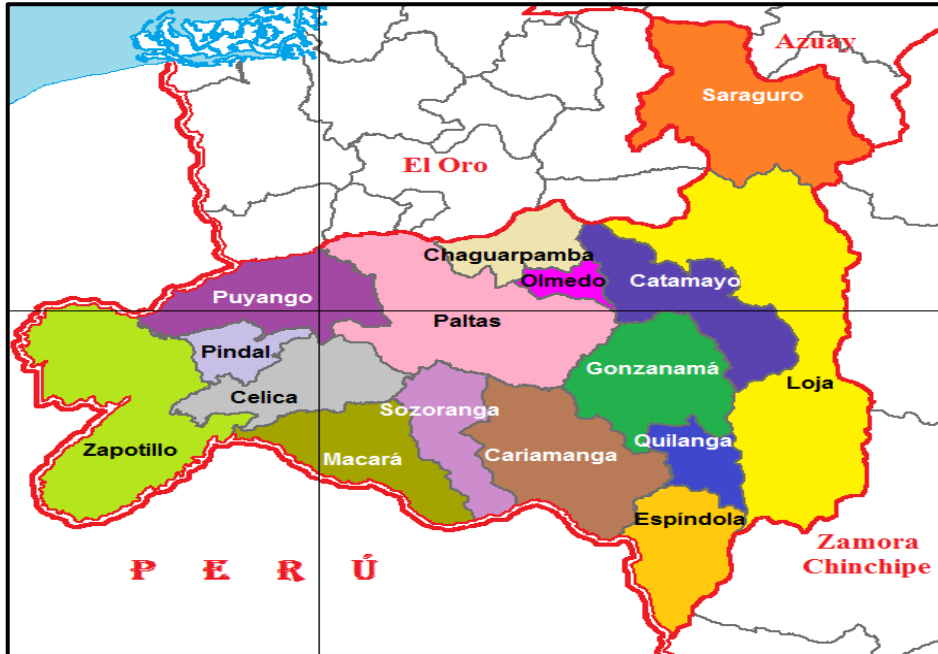 Azuay
Saraguro
El Oro
Chaguarpamba
Olmedo
Catamayo
Puyango
Paltas
Pindal
Gonzanamá
Loja
Celica
Sozoranga
Quilanga
Zapotillo
Macará
Cariamanga
Espíndola
Zamora
Chinchipe
P E R Ú